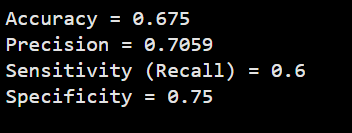 Accuracy = 0.675
Precision = 0.7059
Sensitivity (Recall) = 0.6
Specificity = 0.75